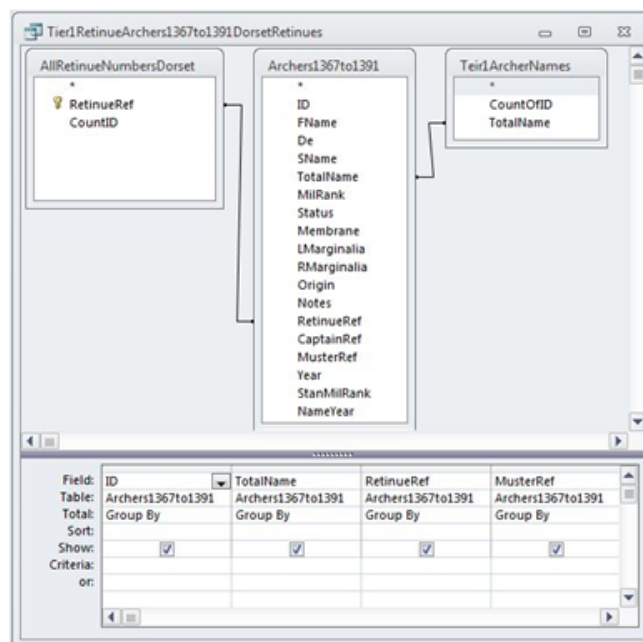 Tier1RetinueArchers1367to1391DorsetRetinues
AllRetinueNumbersDorset
*
RetinueRef
CountID
Archers1367to1391
*
ID
FName
De
SName
TotalName
MilRank
Status
Membrane
LMarginalia
RMarginalia
Origin
Notes
RetinueRef
CaptainRef
MusterRef
Year
StanMilRank
NameYear
Teir1ArcherNames
*
CountOfID
TotalName
Field: ID TotalName RetinueRef MusterRef
Table: Archers1367to1391 Archers1367to1391 Archers1367to1391 Archers1367to1391
Total: Group By Group By Group By Group By
Sort:
Show:
Criteria:
or: